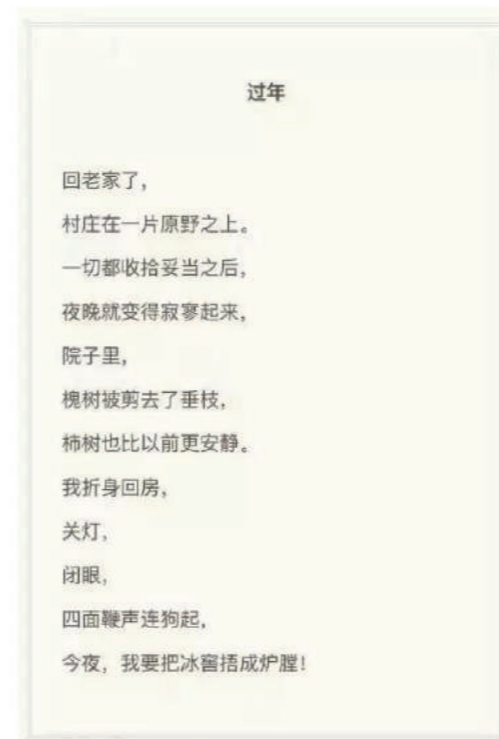 过年
回老家了，
村庄在一片原野之上。
一切都收拾妥当之后，
夜晚就变得寂寥起来，
院子里，
槐树被剪去了垂枝，
柿树也比以前更安静。
我折身回房，
关灯，
闭眼，
四面鞭声连狗起，
今夜，我要把冰窖捂成炉膛！